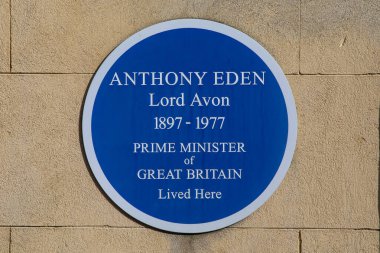 ANTHONY EDEN
Lord Avon
1897 - 1977
PRIME MINISTER
of
GREAT BRITAIN
Lived Here